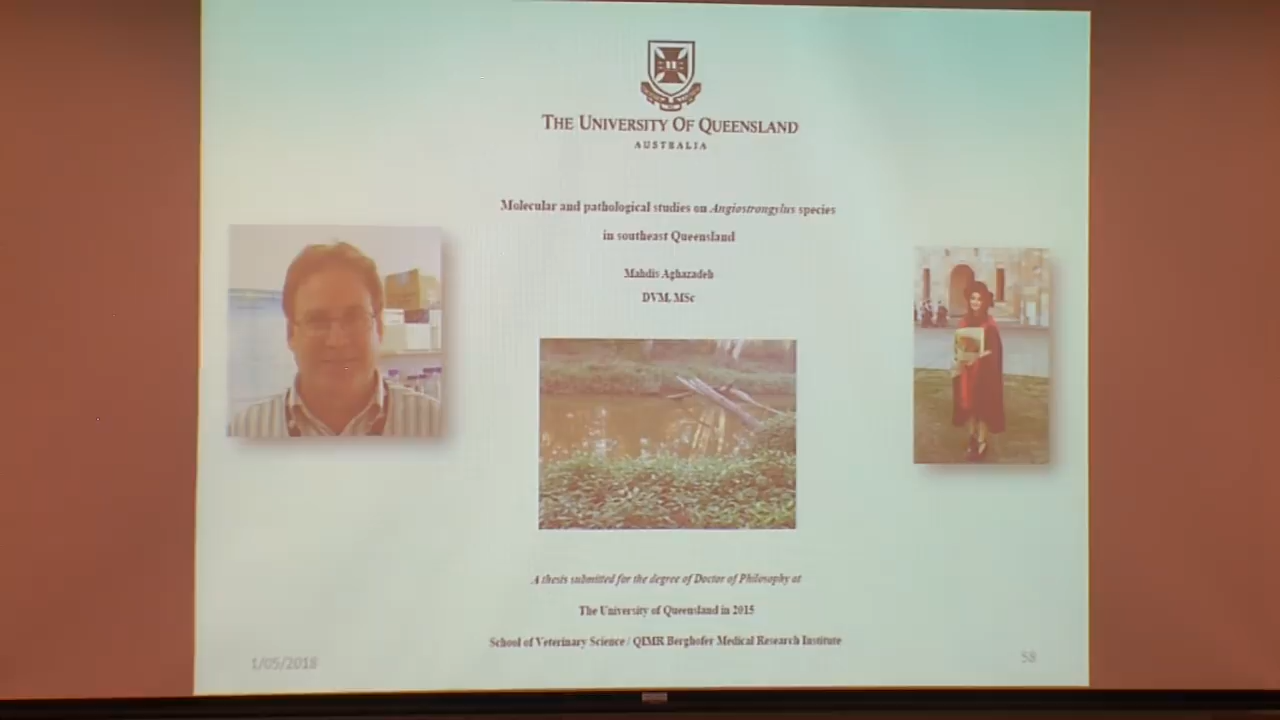 THE UNIVERSITY OF QUEENSLAND
AUSTRALIA
Molecular and pathological studies on Angiostrongylus species
in southeast Queensland
Mahdis Aghazadeh
DVM, MSc
A thesis submitted for the degree of Doctor of Philosophy at
The University of Queensland in 2015
School of Veterinary Science / QIMR Berghofer Medical Research Institute
1/05/2018
58